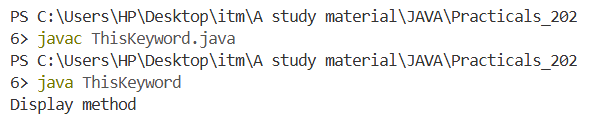 PS C:\Users\HP\Desktop\itm\A study material\JAVA\Practicals_202
6> javac ThisKeyword.java
PS C:\Users\HP\Desktop\itm\A study material\JAVA\Practicals_202
6> java ThisKeyword
Display method